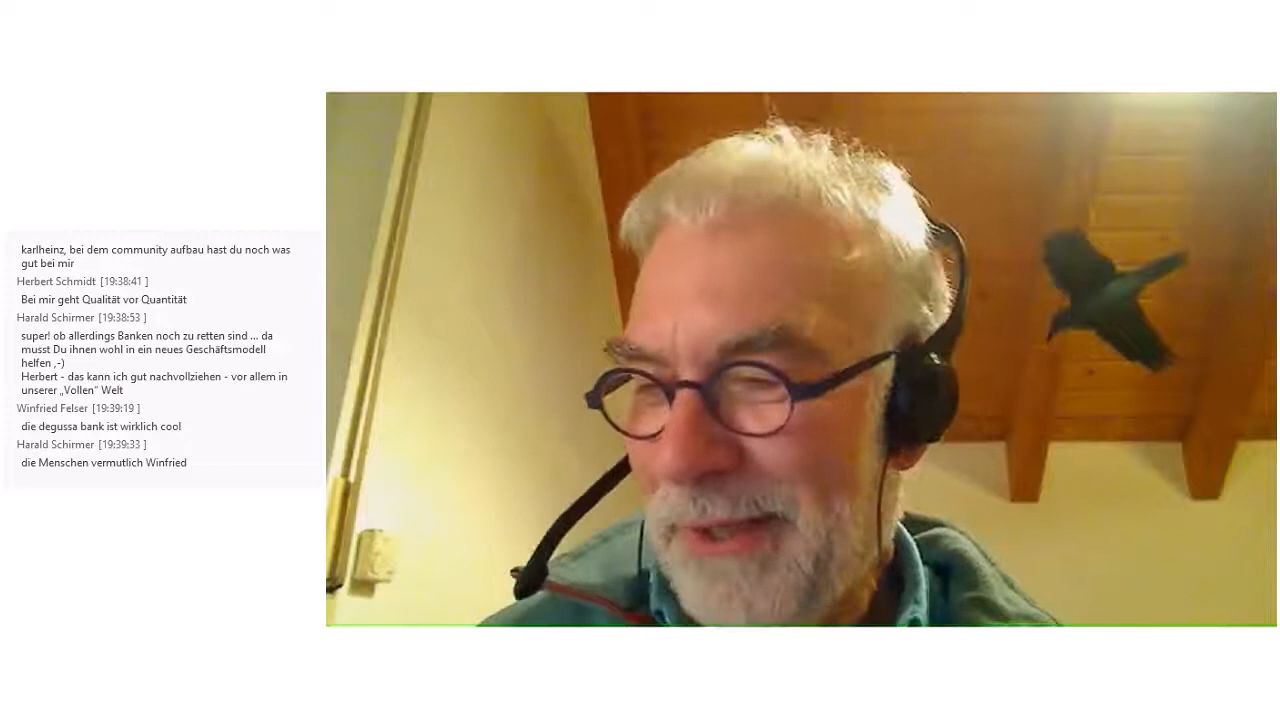 karlheinz, bei dem community aufbau hast du noch was
gut bei mir
Herbert Schmidt [19:38:41 ]
Bei mir geht Qualität vor Quantität
Harald Schirmer [19:38:53 ]
super! ob allerdings Banken noch zu retten sind ... da
musst Du ihnen wohl in ein neues Geschäftsmodell
helfen ,-)
Herbert - das kann ich gut nachvollziehen - vor allem in
unserer „Vollen“ Welt
Winfried Felser [19:39:19 ]
die degussa bank ist wirklich cool
Harald Schirmer [19:39:33 ]
die Menschen vermutlich Winfried